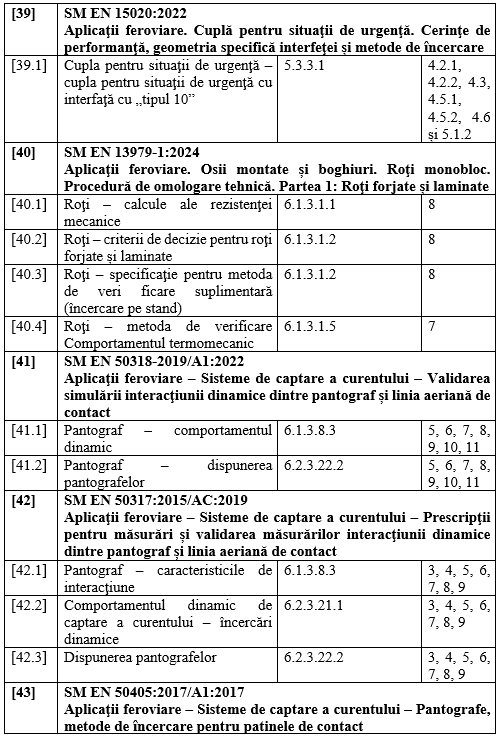 [39] SM EN 15020:2022
Aplicații feroviare. Cuplă pentru situații de urgență. Cerințe de
performanță, geometria specifică interfeței și metode de încercare
[39.1] Cupla pentru situații de urgență – 5.3.3.1 4.2.1,
cupla pentru situații de urgență cu 4.2.2, 4.3,
interfață cu „tipul 10” 4.5.1,
4.5.2, 4.6
și 5.1.2
[40] SM EN 13979-1:2024
Aplicații feroviare. Osii montate și boghiuri. Roți monobloc.
Procedură de omologare tehnică. Partea 1: Roți forjate și laminate
[40.1] Roți – calcule ale rezistenței 6.1.3.1.1 8
mecanice
[40.2] Roți – criterii de decizie pentru roți 6.1.3.1.2 8
forjate și laminate
[40.3] Roți – specificație pentru metoda 6.1.3.1.2 8
de veri ficare suplimentară
(încercare pe stand)
[40.4] Roți – metoda de verificare 6.1.3.1.5 7
Comportamentul termomecanic
[41] SM EN 50318-2019/A1:2022
Aplicații feroviare – Sisteme de captare a curentului – Validarea
simulării interacțiunii dinamice dintre pantograf și linia aeriană de
contact
[41.1] Pantograf – comportamentul 6.1.3.8.3 5, 6, 7, 8,
dinamic 9, 10, 11
[41.2] Pantograf – dispunerea 6.2.3.22.2 5, 6, 7, 8,
pantografelor 9, 10, 11
[42] SM EN 50317:2015/AC:2019
Aplicații feroviare – Sisteme de captare a curentului – Prescripții
pentru măsurări și validarea măsurărilor interacțiunii dinamice
dintre pantograf și linia aeriană de contact
[42.1] Pantograf – caracteristicile de 6.1.3.8.3 3, 4, 5, 6,
interacțiune 7, 8, 9
[42.2] Comportamentul dinamic de 6.2.3.21.1 3, 4, 5, 6,
captare a curentului – încercări 7, 8, 9
dinamice
[42.3] Dispunerea pantografelor 6.2.3.22.2 3, 4, 5, 6,
7, 8, 9
[43] SM EN 50405:2017/A1:2017
Aplicații feroviare – Sisteme de captare a curentului – Pantografe,
metode de încercare pentru patinele de contact